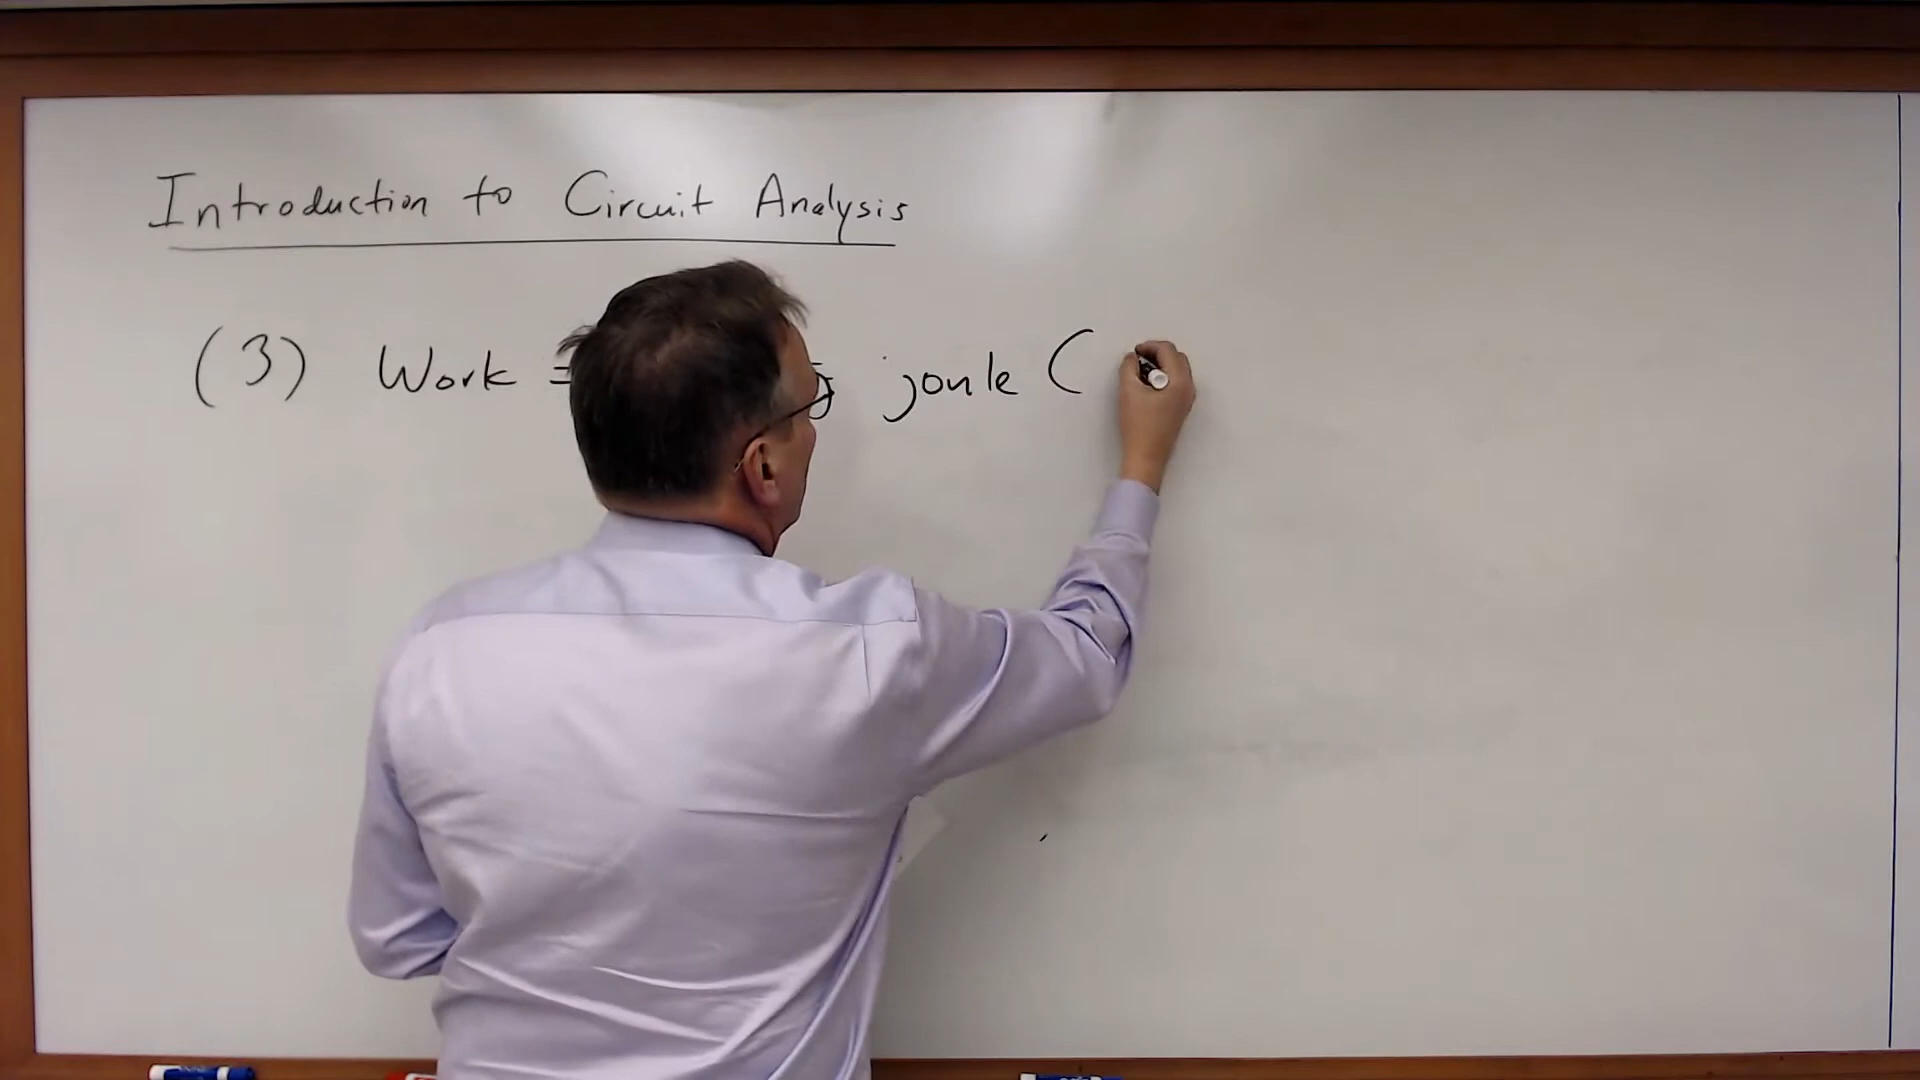 Introduction to Circuit Analysis
(3) Work = joule (